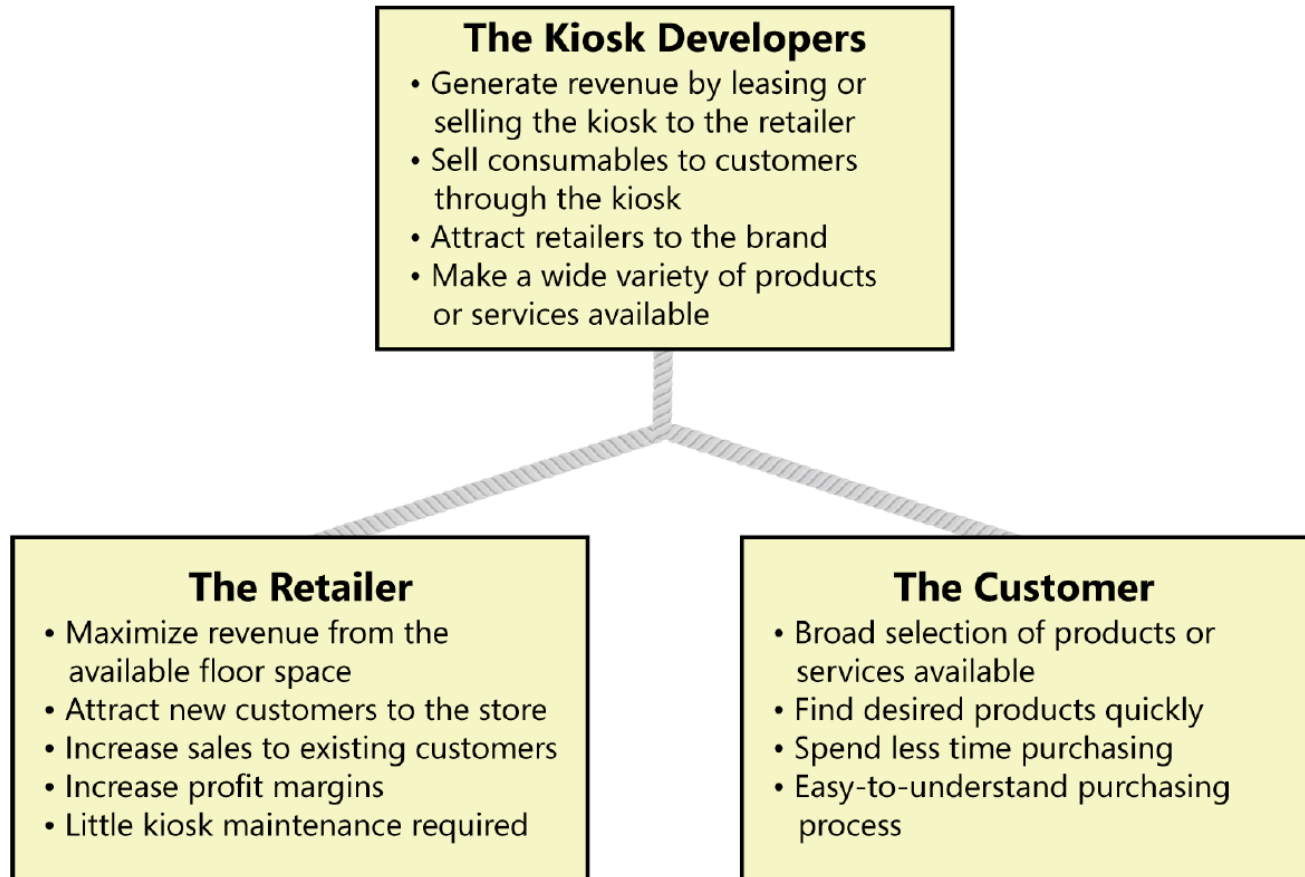 The Kiosk Developers
• Generate revenue by leasing or
selling the kiosk to the retailer
• Sell consumables to customers
through the kiosk
• Attract retailers to the brand
• Make a wide variety of products
or services available
The Retailer
• Maximize revenue from the
available floor space
• Attract new customers to the store
• Increase sales to existing customers
• Increase profit margins
• Little kiosk maintenance required
The Customer
• Broad selection of products or
services available
• Find desired products quickly
• Spend less time purchasing
• Easy-to-understand purchasing
process